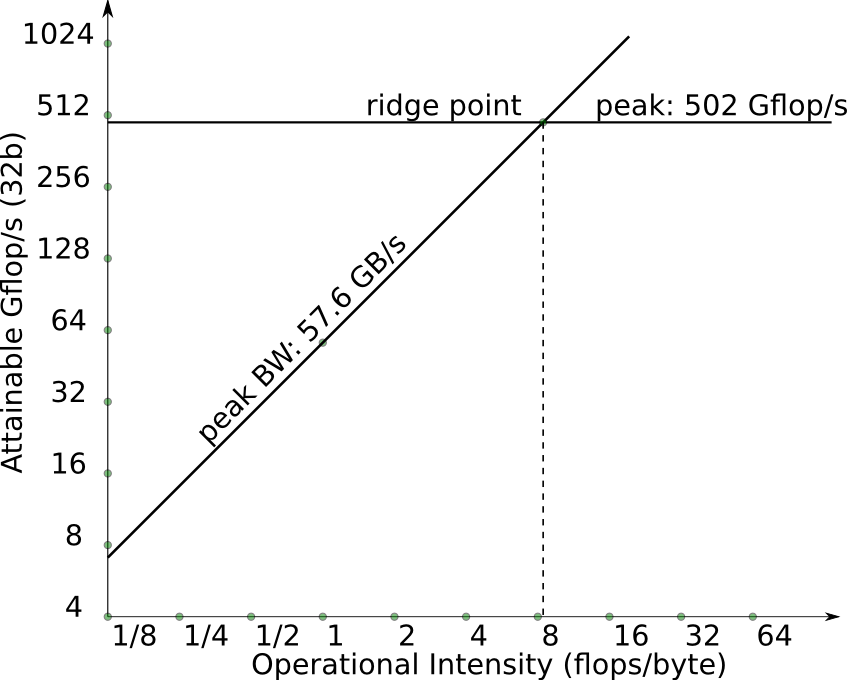 1024
ridge point
peak: 502 Gflop/s
512
256
128
64
32
16
8
4
Attainable Gflop/s (32b)
peak BW: 57.6 GB/s
1/8 1/4 1/2 1 2 4 8 16 32 64
Operational Intensity (flops/byte)